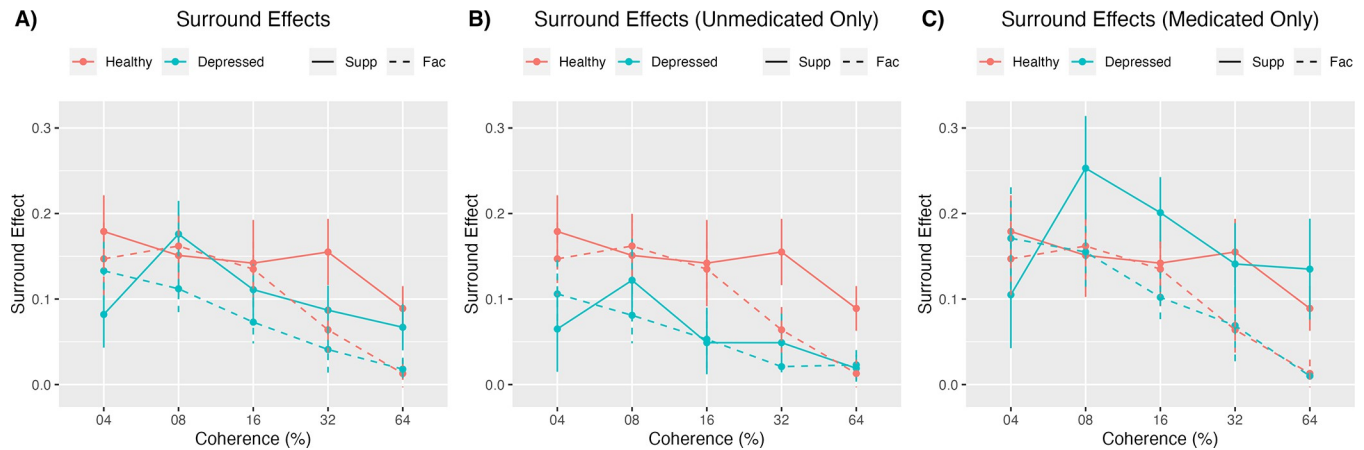 A) Surround Effects
Healthy Depressed Supp Fac
0.3
0.2
0.1
0.0
Surround Effect
04 08 16 32 64
Coherence (%)
B) Surround Effects (Unmedicated Only)
Healthy Depressed Supp Fac
0.3
0.2
0.1
0.0
Surround Effect
04 08 16 32 64
Coherence (%)
C) Surround Effects (Medicated Only)
Healthy Depressed Supp Fac
0.3
0.2
0.1
0.0
Surround Effect
04 08 16 32 64
Coherence (%)